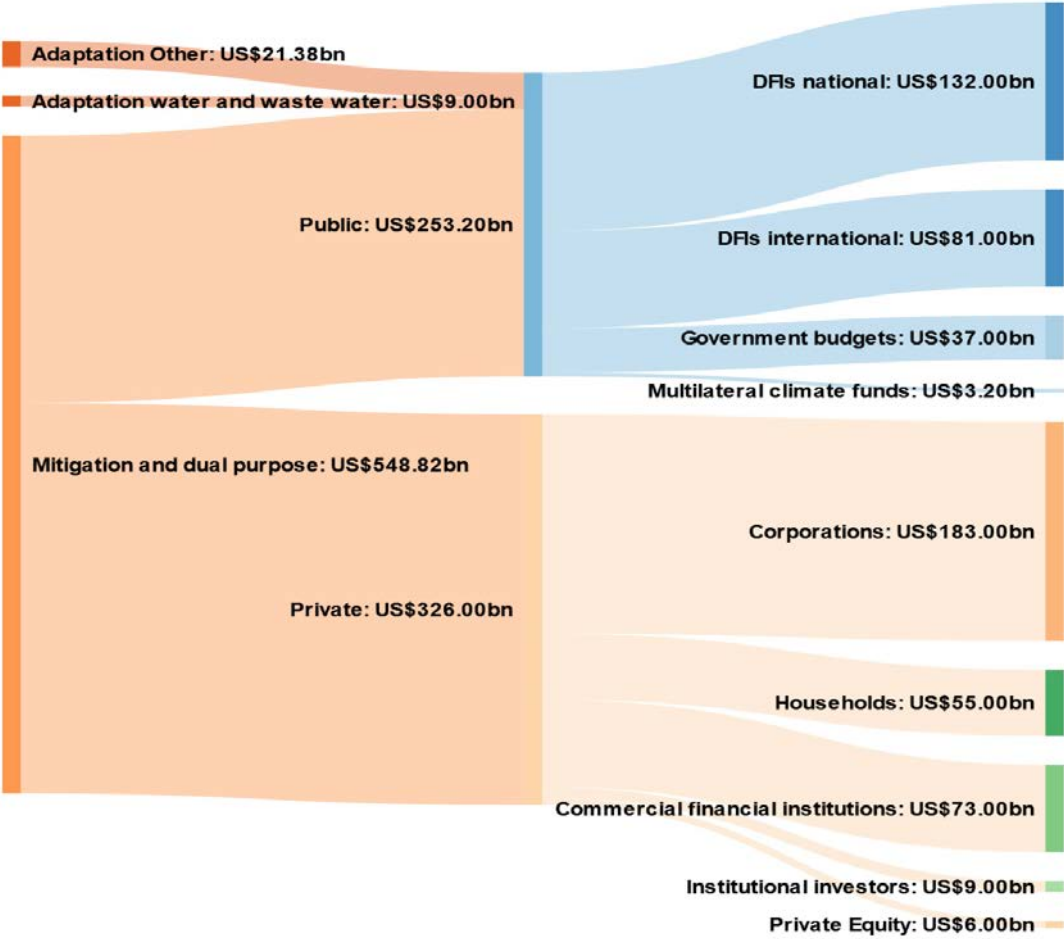 Adaptation Other: US$21.38bn
Adaptation water and waste water: US$9.00bn
Mitigation and dual purpose: US$548.82bn
Public: US$253.20bn
Private: US$326.00bn
DFIs national: US$132.00bn
DFIs international: US$81.00bn
Government budgets: US$37.00bn
Multilateral climate funds: US$3.20bn
Corporations: US$183.00bn
Households: US$55.00bn
Commercial financial institutions: US$73.00bn
Institutional investors: US$9.00bn
Private Equity: US$6.00bn